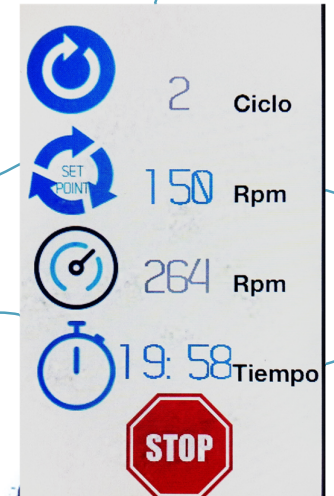 2 Ciclo
SET
POINT
150 Rpm
264 Rpm
19:58 Tiempo
STOP